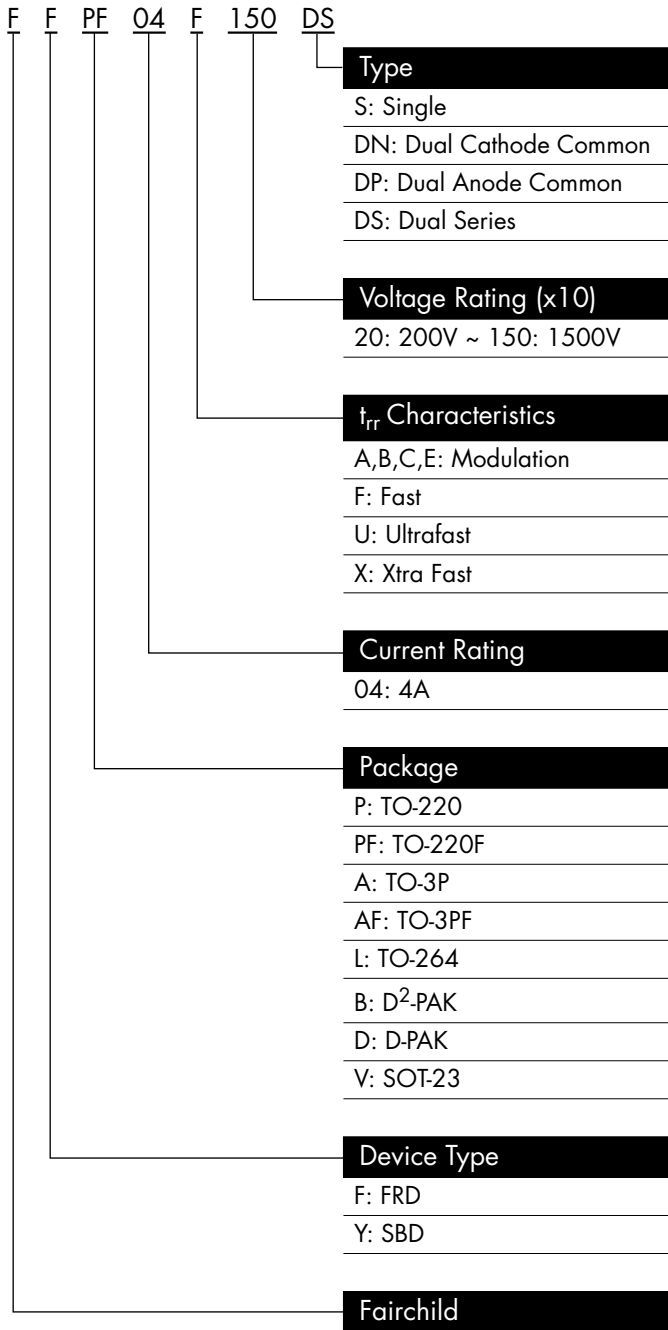 F F PF 04 F 150 DS
Type
S: Single
DN: Dual Cathode Common
DP: Dual Anode Common
DS: Dual Series
Voltage Rating (x10)
20: 200V ~ 150: 1500V
trr Characteristics
A,B,C,E: Modulation
F: Fast
U: Ultrafast
X: Xtra Fast
Current Rating
04: 4A
Package
P: TO-220
PF: TO-220F
A: TO-3P
AF: TO-3PF
L: TO-264
B: D²-PAK
D: D-PAK
V: SOT-23
Device Type
F: FRD
Y: SBD
Fairchild